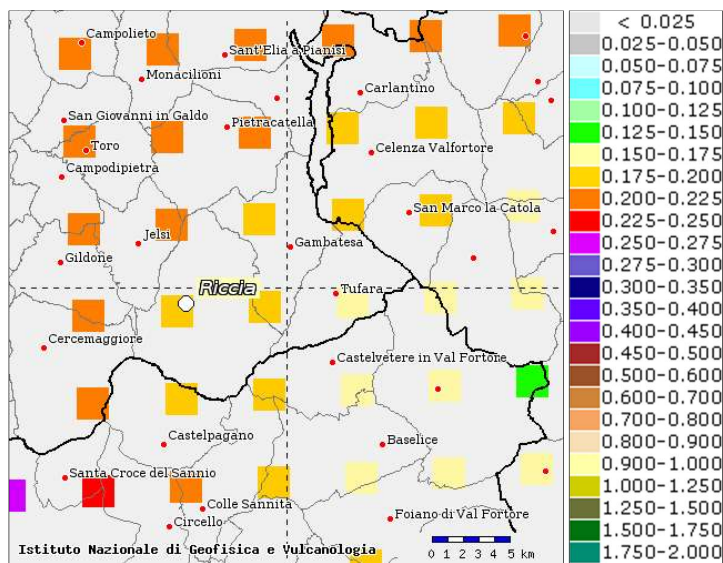 Campolieto
Sant'Elia a Pianisi
Monacilioni
Carlantino
San Giovanni in Galdo
Pietracatella
Toro
Celenza Valfortore
Campodipietra
San Marco la Catola
Jelsi
Gambatesa
Gildone
Riccia
Tufara
Cercemaggiore
Castelvetere in Val Fortore
Castelpagano
Baselice
Santa Croce del Sannio
Colle Sannita
Circello
Foiano di Val Fortore
Istituto Nazionale di Geofisica e Vulcanologia
0 1 2 3 4 5 km
< 0.025
0.025-0.050
0.050-0.075
0.075-0.100
0.100-0.125
0.125-0.150
0.150-0.175
0.175-0.200
0.200-0.225
0.225-0.250
0.250-0.275
0.275-0.300
0.300-0.350
0.350-0.400
0.400-0.450
0.450-0.500
0.500-0.600
0.600-0.700
0.700-0.800
0.800-0.900
0.900-1.000
1.000-1.250
1.250-1.500
1.500-1.750
1.750-2.000